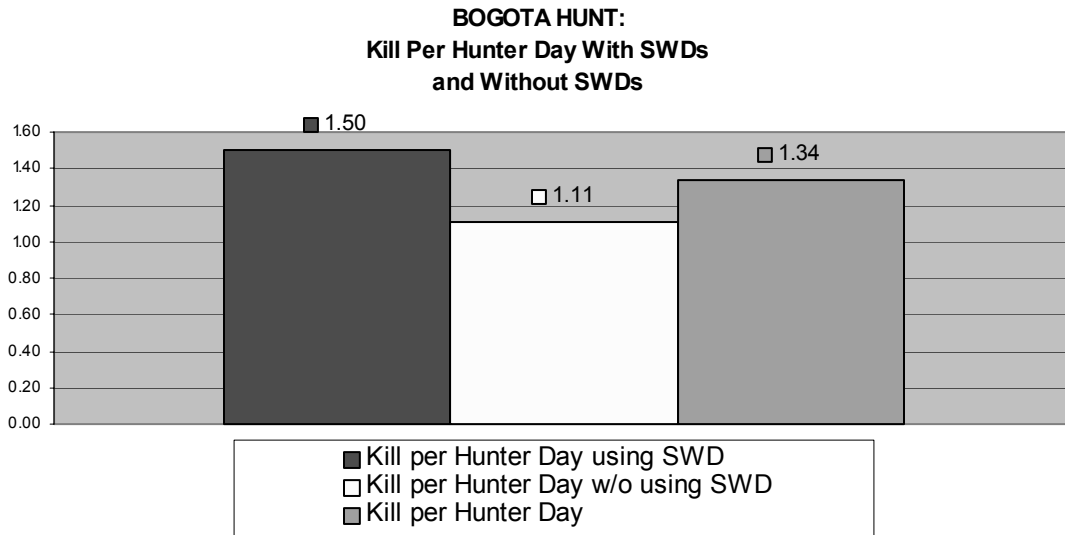 BOGOTA HUNT:
Kill Per Hunter Day With SWDs
and Without SWDs
1.50
1.60
1.34
1.40
1.11
1.20
1.00
0.80
0.60
0.40
0.20
0.00
Kill per Hunter Day using SWD
Kill per Hunter Day w/o using SWD
Kill per Hunter Day